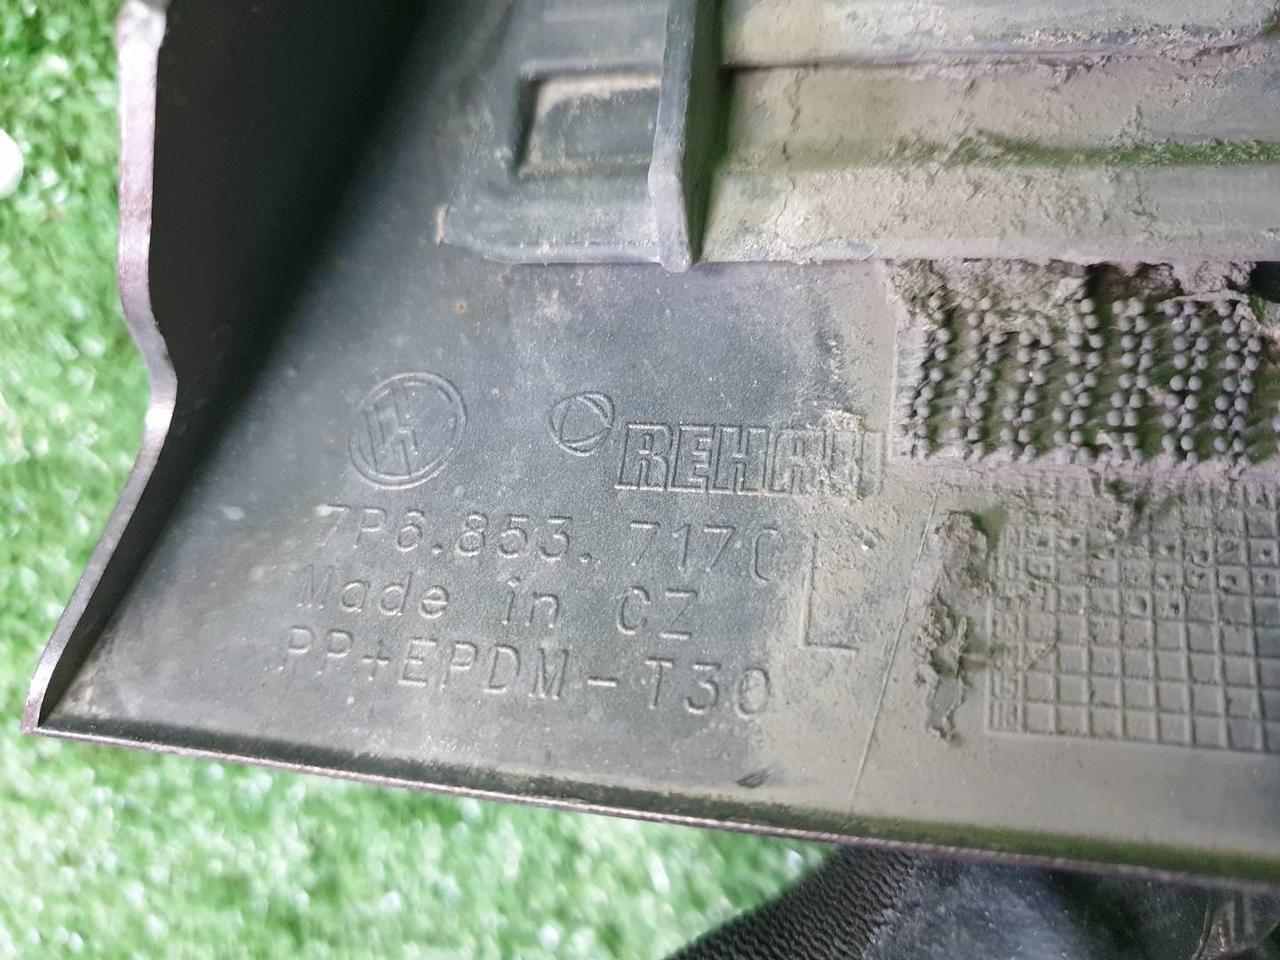 REHAU
7P6.853.717C
Made in CZ
PP+EPDM-T30
L